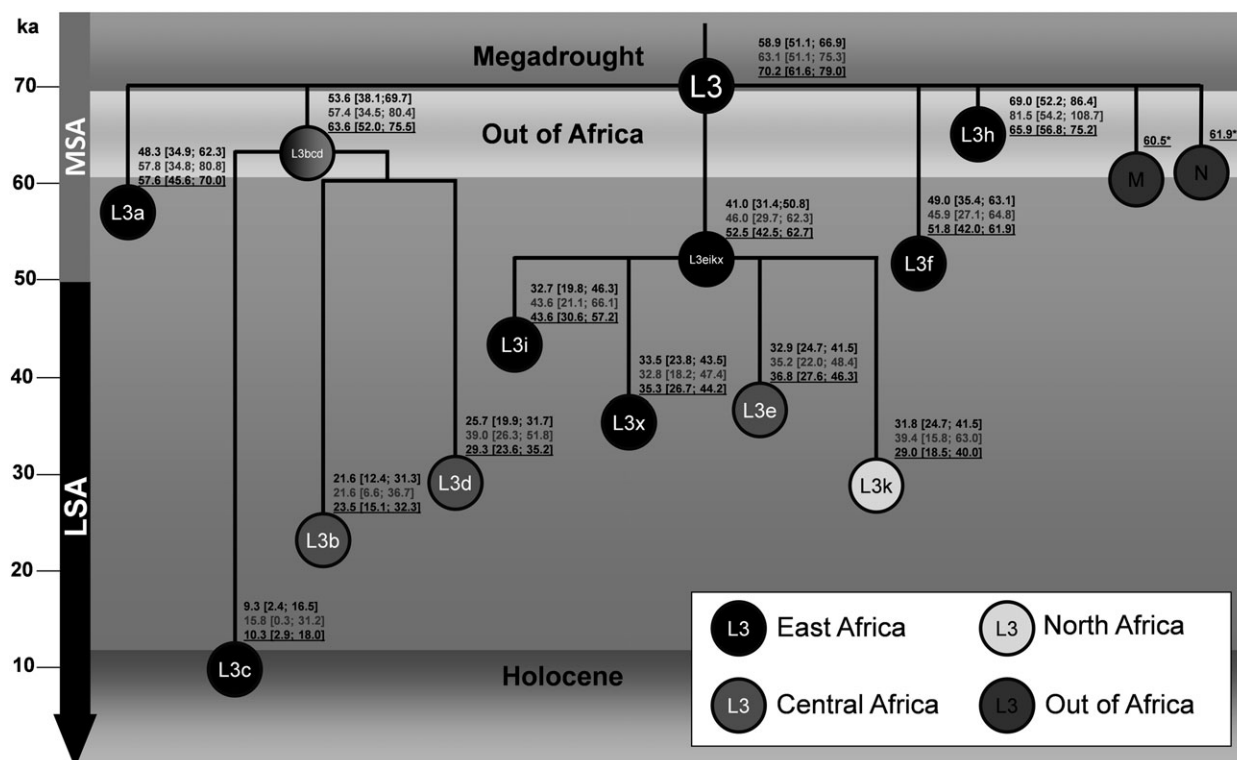 ka
Megadrought
58.9 [51.1; 66.9]
63.1 [51.1; 75.3]
70.2 [61.6; 79.0]
L3
70
MSA
53.6 [38.1;69.7]
57.4 [34.5; 80.4]
63.6 [52.0; 75.5]
L3bcd
Out of Africa
69.0 [52.2; 86.4]
81.5 [54.2; 108.7]
65.9 [56.8; 75.2]
L3h
60.5*
M
61.9*
N
48.3 [34.9; 62.3]
57.8 [34.8; 80.8]
57.6 [45.6; 70.0]
L3a
60
41.0 [31.4;50.8]
46.0 [29.7; 62.3]
52.5 [42.5; 62.7]
L3eikx
49.0 [35.4; 63.1]
45.9 [27.1; 64.8]
51.8 [42.0; 61.9]
L3f
50
32.7 [19.8; 46.3]
43.6 [21.1; 66.1]
43.6 [30.6; 57.2]
L3i
33.5 [23.8; 43.5]
32.8 [18.2; 47.4]
35.3 [26.7; 44.2]
L3x
32.9 [24.7; 41.5]
35.2 [22.0; 48.4]
36.8 [27.6; 46.3]
L3e
40
25.7 [19.9; 31.7]
39.0 [26.3; 51.8]
29.3 [23.6; 35.2]
L3d
31.8 [24.7; 41.5]
39.4 [15.8; 63.0]
29.0 [18.5; 40.0]
L3k
30
LSA
21.6 [12.4; 31.3]
21.6 [6.6; 36.7]
23.5 [15.1; 32.3]
L3b
20
9.3 [2.4; 16.5]
15.8 [0.3; 31.2]
10.3 [2.9; 18.0]
L3c
10
Holocene
L3 East Africa
L3 North Africa
L3 Central Africa
L3 Out of Africa